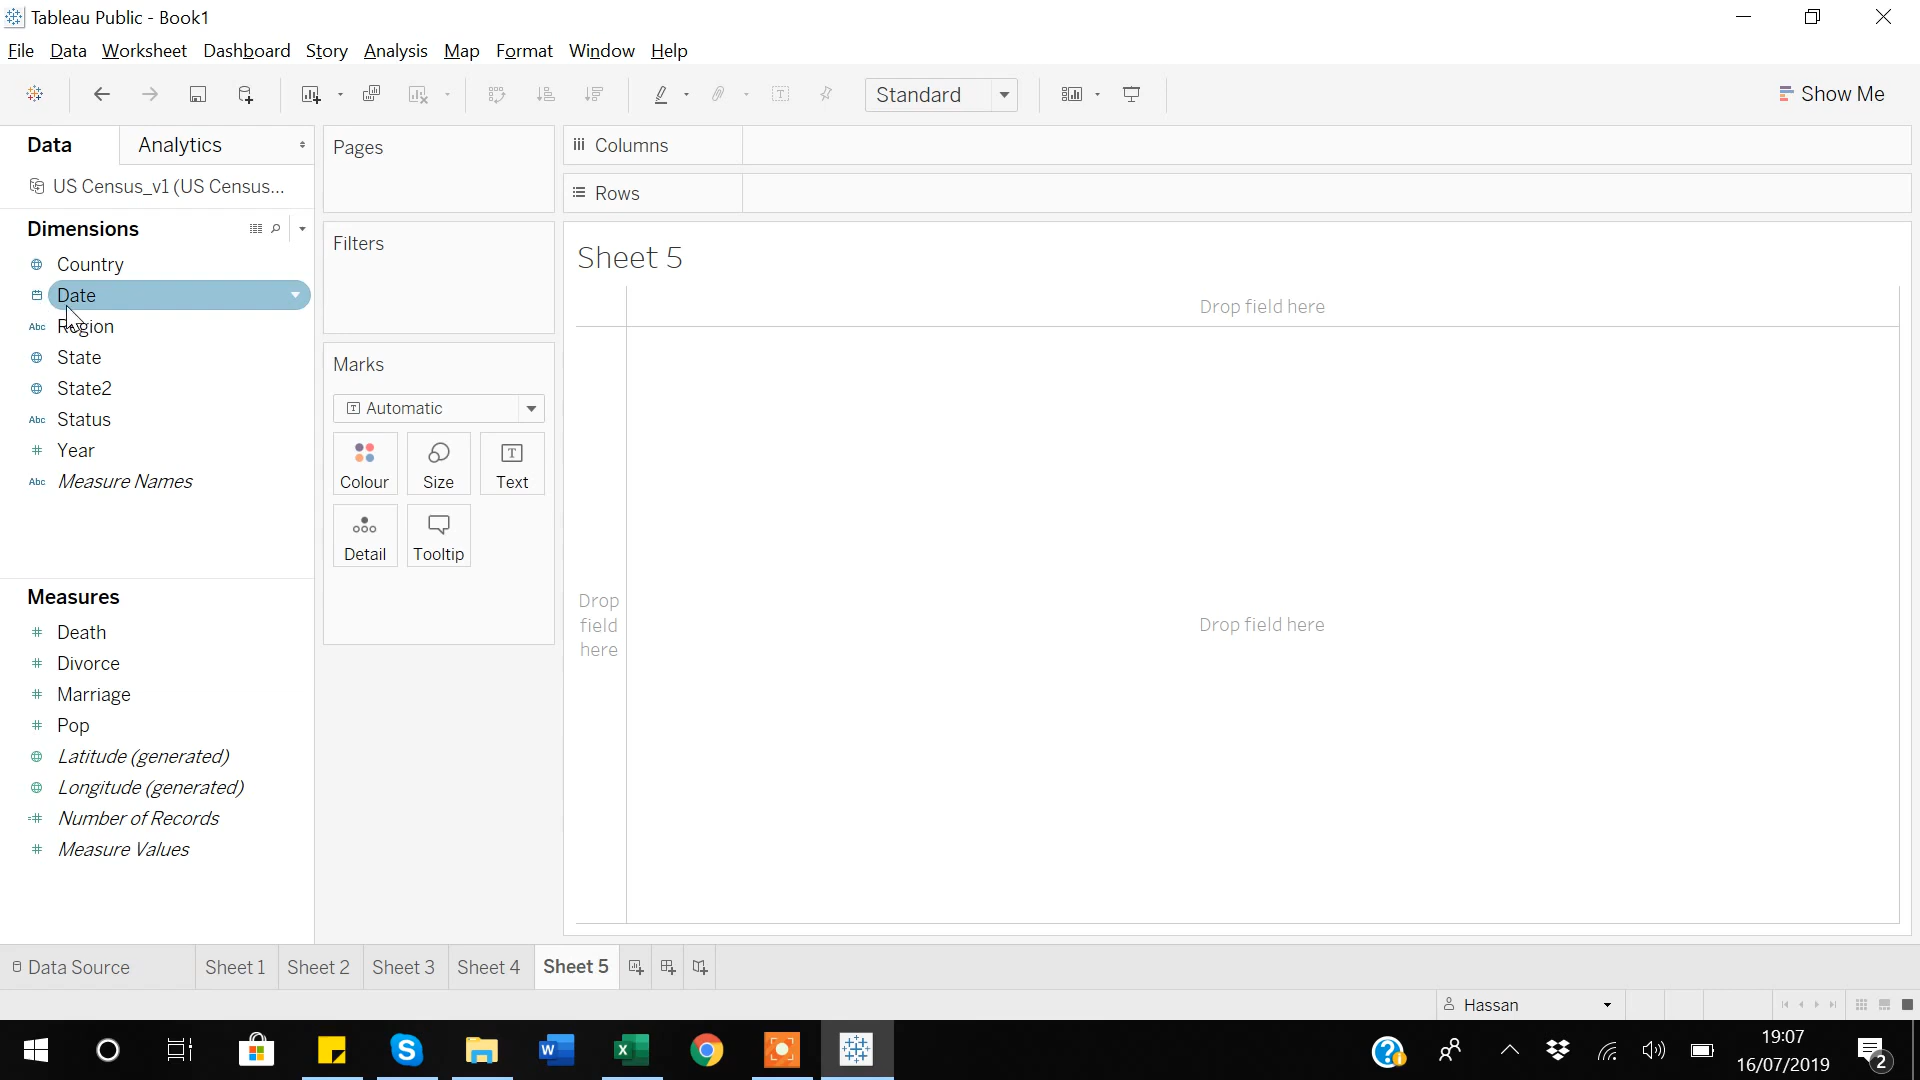 Tableau Public - Book1
File Data Worksheet Dashboard Story Analysis Map Format Window Help
Standard
Show Me
Data
Analytics
US Census_v1 (US Census...
Dimensions
Country
Date
Abc Region
State
State2
Abc Status
Year
Abc Measure Names
Measures
Death
Divorce
Marriage
Pop
Latitude (generated)
Longitude (generated)
Number of Records
Measure Values
Pages
Filters
Marks
Automatic
Colour
Size
Text
Detail
Tooltip
Columns
Rows
Sheet 5
Drop field here
Drop
field
here
Drop field here
Data Source
Sheet 1
Sheet 2
Sheet 3
Sheet 4
Sheet 5
Hassan
19:07
16/07/2019
2